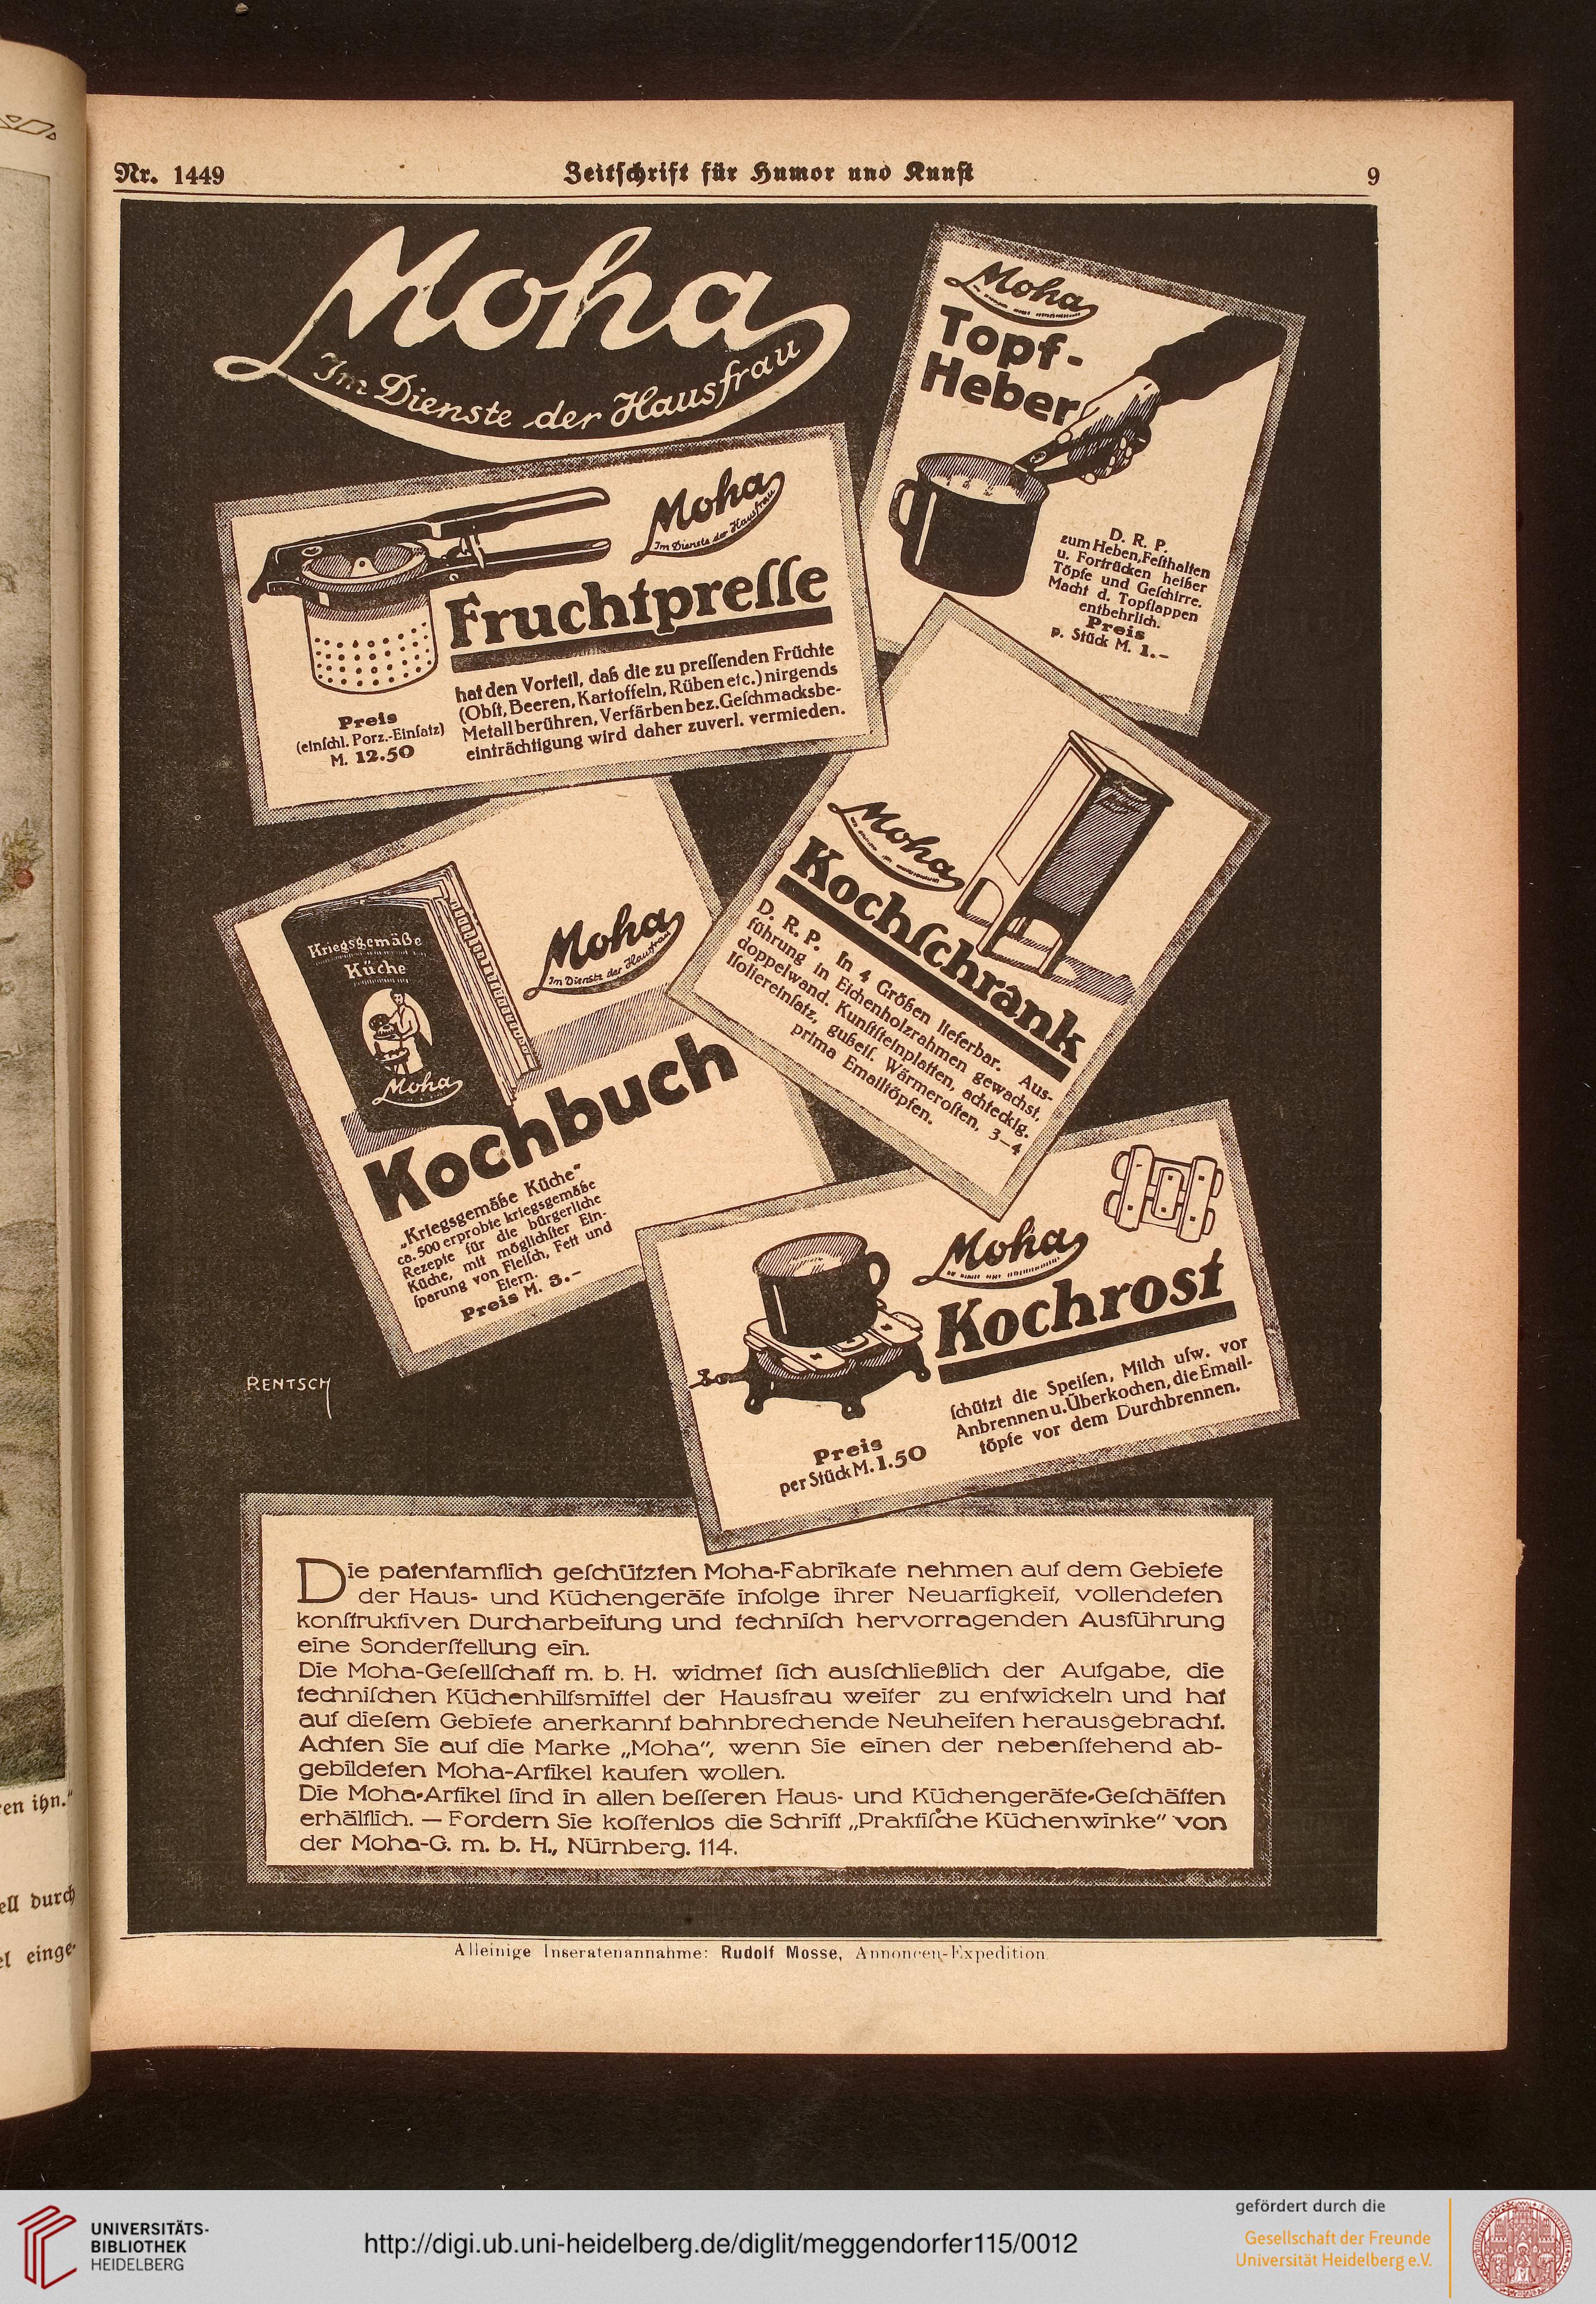 Nr. 1449
Zeitſchrift für Humor und Kunſt
9
Moha
Im Dienste der Hausfrau
Moha
Topf-
Heber
D. R. P.
zum Heben, Feſthalten
u. Fortrücken heißer
Töpfe und Geſchirre.
Macht d. Topflappen
entbehrlich.
Preis
p. Stück M. 1.–
Moha
Im Dienste der Hausfrau
Fruchtpreſſe
hat den Vorteil, daß die zu preſſenden Früchte
(Obſt, Beeren, Kartoffeln, Rüben etc.) nirgends
Metall berühren, Verfärben bez. Geſchmacksbe-
einträchtigung wird daher zuverl. vermieden.
Preis
(einſchl. Porz.-Einſatz)
M. 12.50
Moha
Kochſchrank
D. R. P. In 4 Größen lieferbar. Aus-
führung in Eichenholzrahmen gewachst,
doppelwand. Kunſtſteinplatten, achteckig.
Iſoliereinſatz, gußeiſ. Wärmeroſten, 3–4
prima Emailtöpfen.
Kriegsgemäße
Küche
Moha
Moha
Im Dienste der Hausfrau
Kochbuch
„Kriegsgemäße Küche“
ca. 500 erprobte kriegsgemäße
Rezepte für die bürgerliche
Küche, mit möglichſter Ein-
ſparung von Fleiſch, Fett und
Eiern.
Preis M. 3.–
Moha
Kochrost
ſchützt die Speiſen, Milch uſw. vor
Anbrennen u. Überkochen, die Email-
töpfe vor dem Durchbrennen.
Preis
per Stück M. 1.50
RENTSCH
Die patentamtlich geſchützten Moha-Fabrikate nehmen auf dem Gebiete
der Haus- und Küchengeräte infolge ihrer Neuartigkeit, vollendeten
konſtruktiven Durcharbeitung und techniſch hervorragenden Ausführung
eine Sonderſtellung ein.
Die Moha-Geſellſchaft m. b. H. widmet ſich ausſchließlich der Aufgabe, die
techniſchen Küchenhilfsmittel der Hausfrau weiter zu entwickeln und hat
auf dieſem Gebiete anerkannt bahnbrechende Neuheiten herausgebracht.
Achten Sie auf die Marke „Moha“, wenn Sie einen der nebenſtehend ab-
gebildeten Moha-Artikel kaufen wollen.
Die Moha-Artikel ſind in allen beſſeren Haus- und Küchengeräte-Geſchäften
erhältlich. — Fordern Sie koſtenlos die Schrift „Praktiſche Küchenwinke“ von
der Moha-G. m. b. H., Nürnberg. 114.
Alleinige Inseratenannahme: Rudolf Mosse, Annoncen-Expedition
en ihn.“
ell durch
el einge-
UNIVERSITÄTS-
BIBLIOTHEK
HEIDELBERG
http://digi.ub.uni-heidelberg.de/diglit/meggendorfer115/0012
gefördert durch die
Gesellschaft der Freunde
Universität Heidelberg e.V.